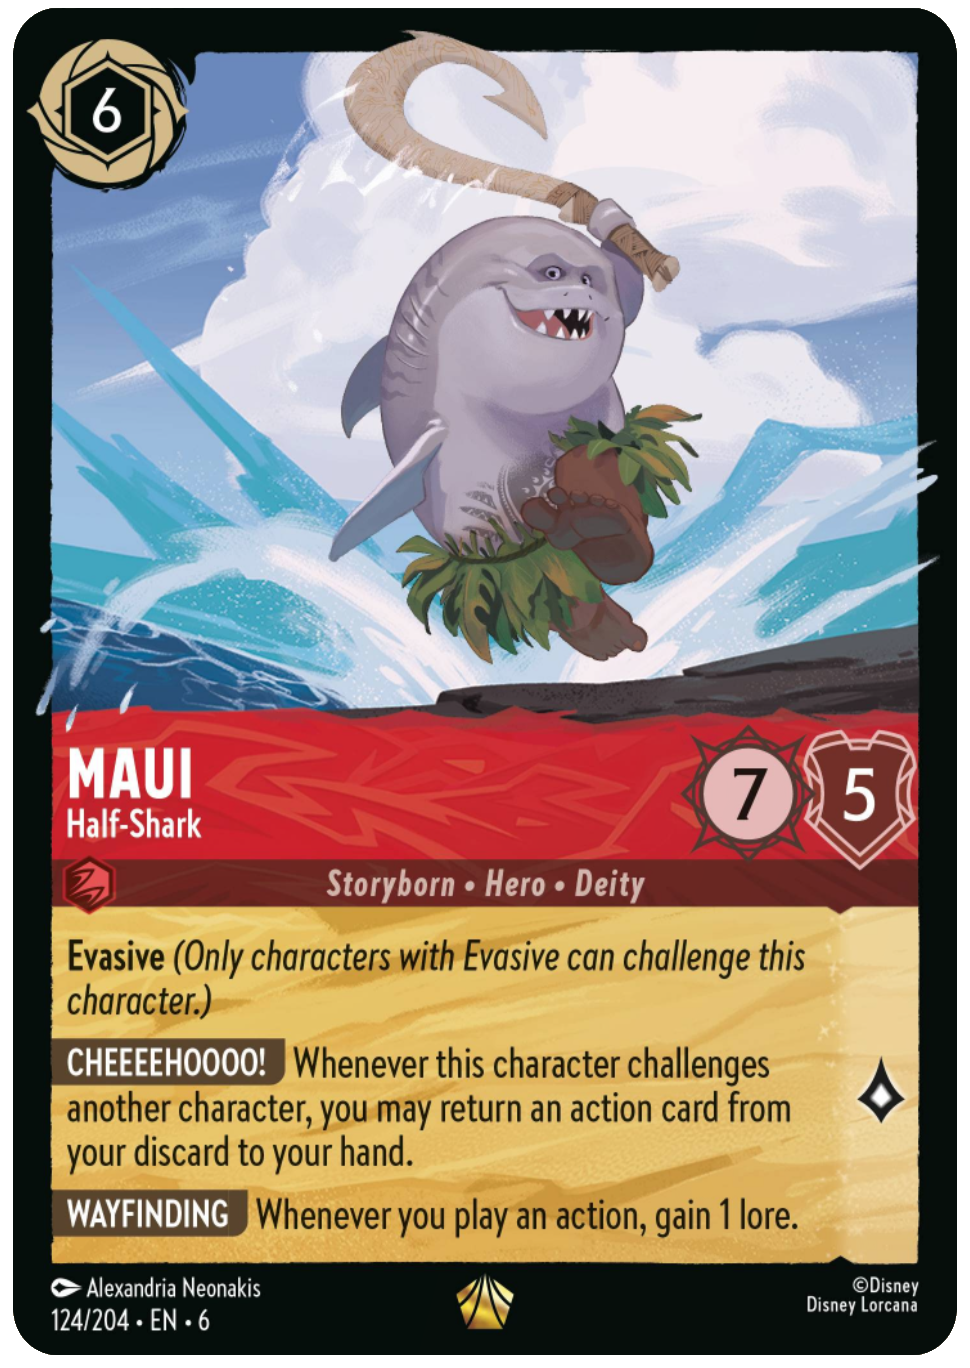 6
MAUI
Half-Shark
7
5
Storyborn • Hero • Deity
Evasive (Only characters with Evasive can challenge this
character.)
CHEEEEHOOOO! Whenever this character challenges
another character, you may return an action card from
your discard to your hand.
WAYFINDING Whenever you play an action, gain 1 lore.
Alexandria Neonakis
124/204 • EN • 6
©Disney
Disney Lorcana